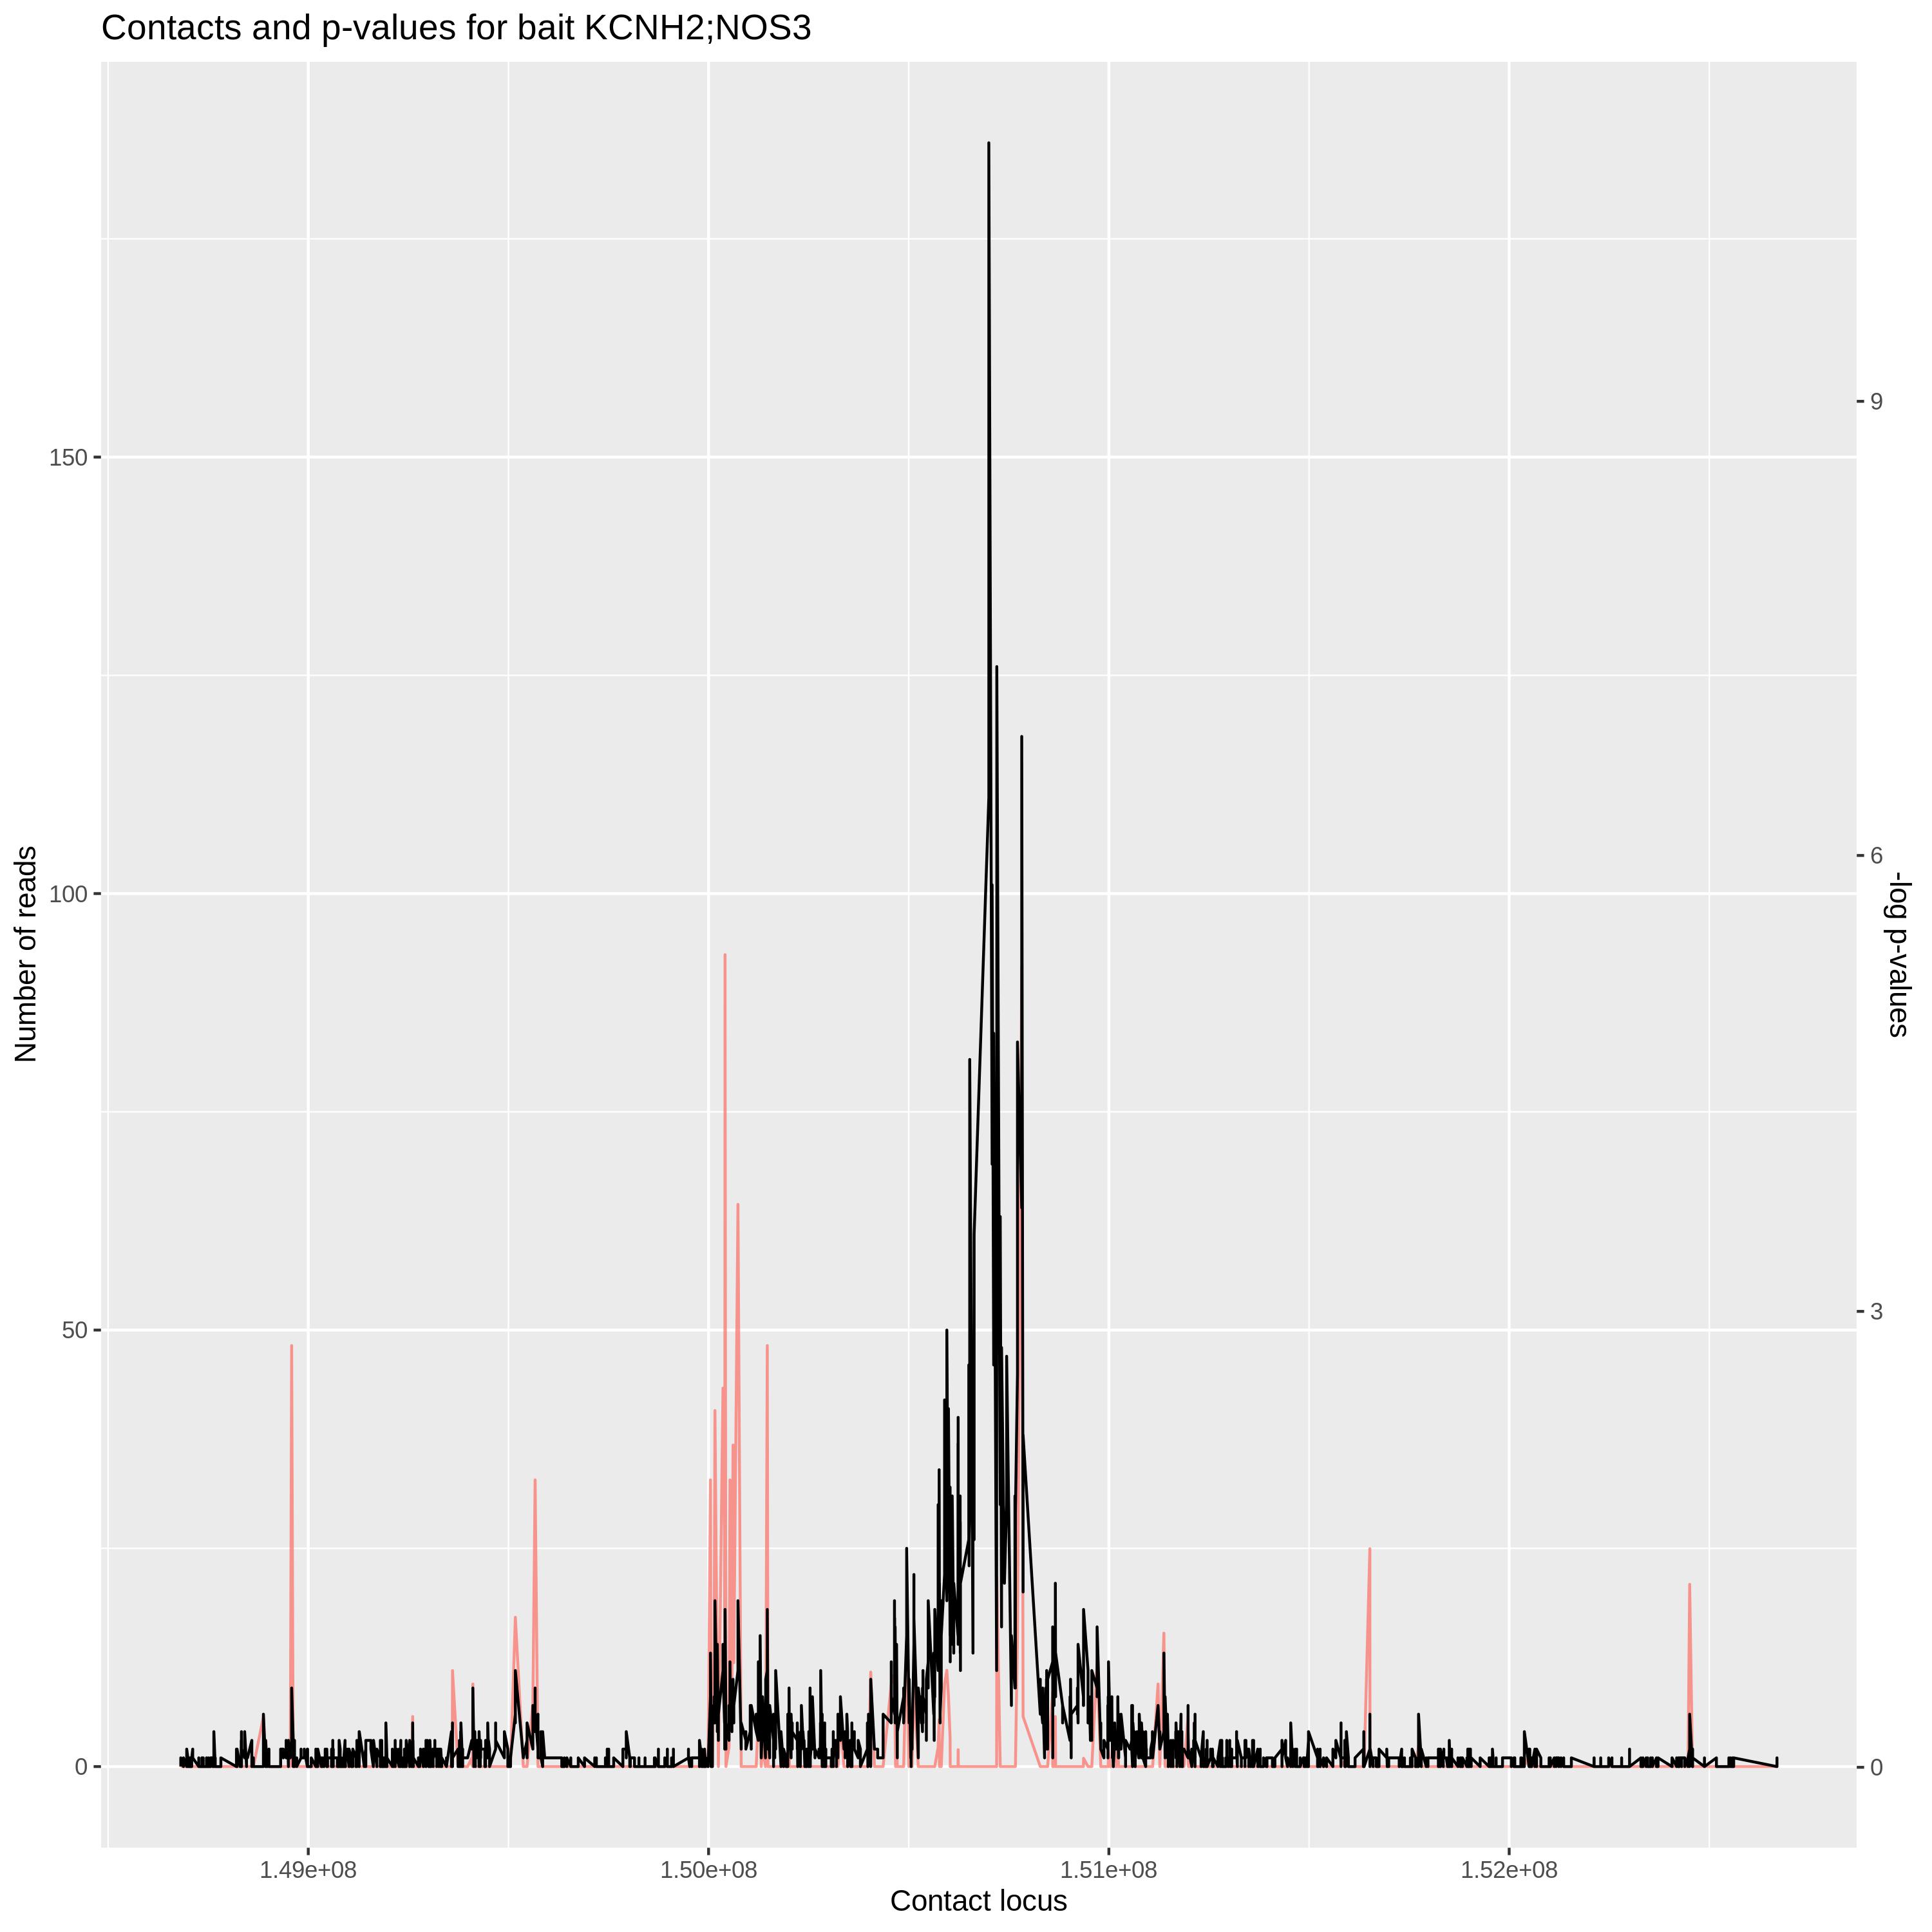 Contacts and p-values for bait KCNH2;NOS3
Number of reads
150
100
50
0
9
6
3
0
-log p-values
1.49e+08
1.50e+08
1.51e+08
1.52e+08
Contact locus